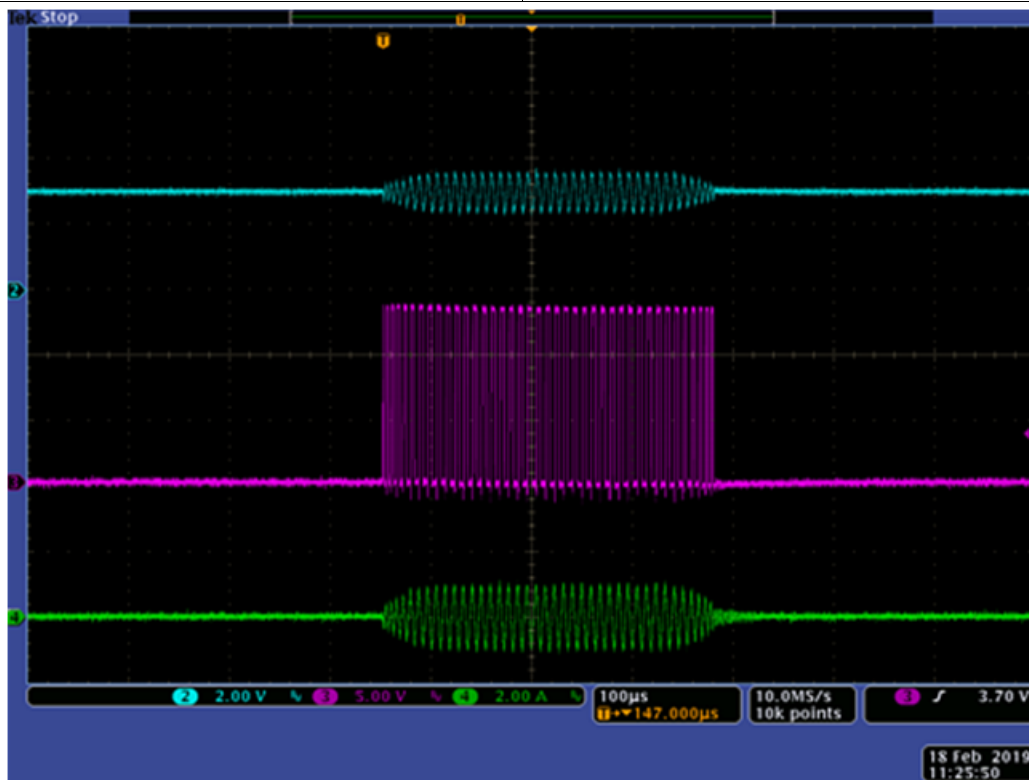 Tek Stop
T
T
2
3
4
2 2.00 V 3 5.00 V 4 2.00 A 100µs 10.0MS/s 3 3.70 V
T→▼147.000µs 10k points
18 Feb 2019
11:25:50